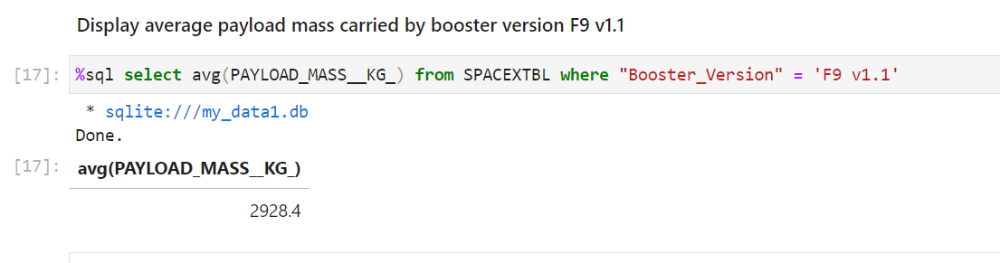 Display average payload mass carried by booster version F9 v1.1
[17]: %sql select avg(PAYLOAD_MASS__KG_) from SPACEXTBL where "Booster_Version" = 'F9 v1.1'
* sqlite:///my_data1.db
Done.
[17]: avg(PAYLOAD_MASS__KG_)
2928.4